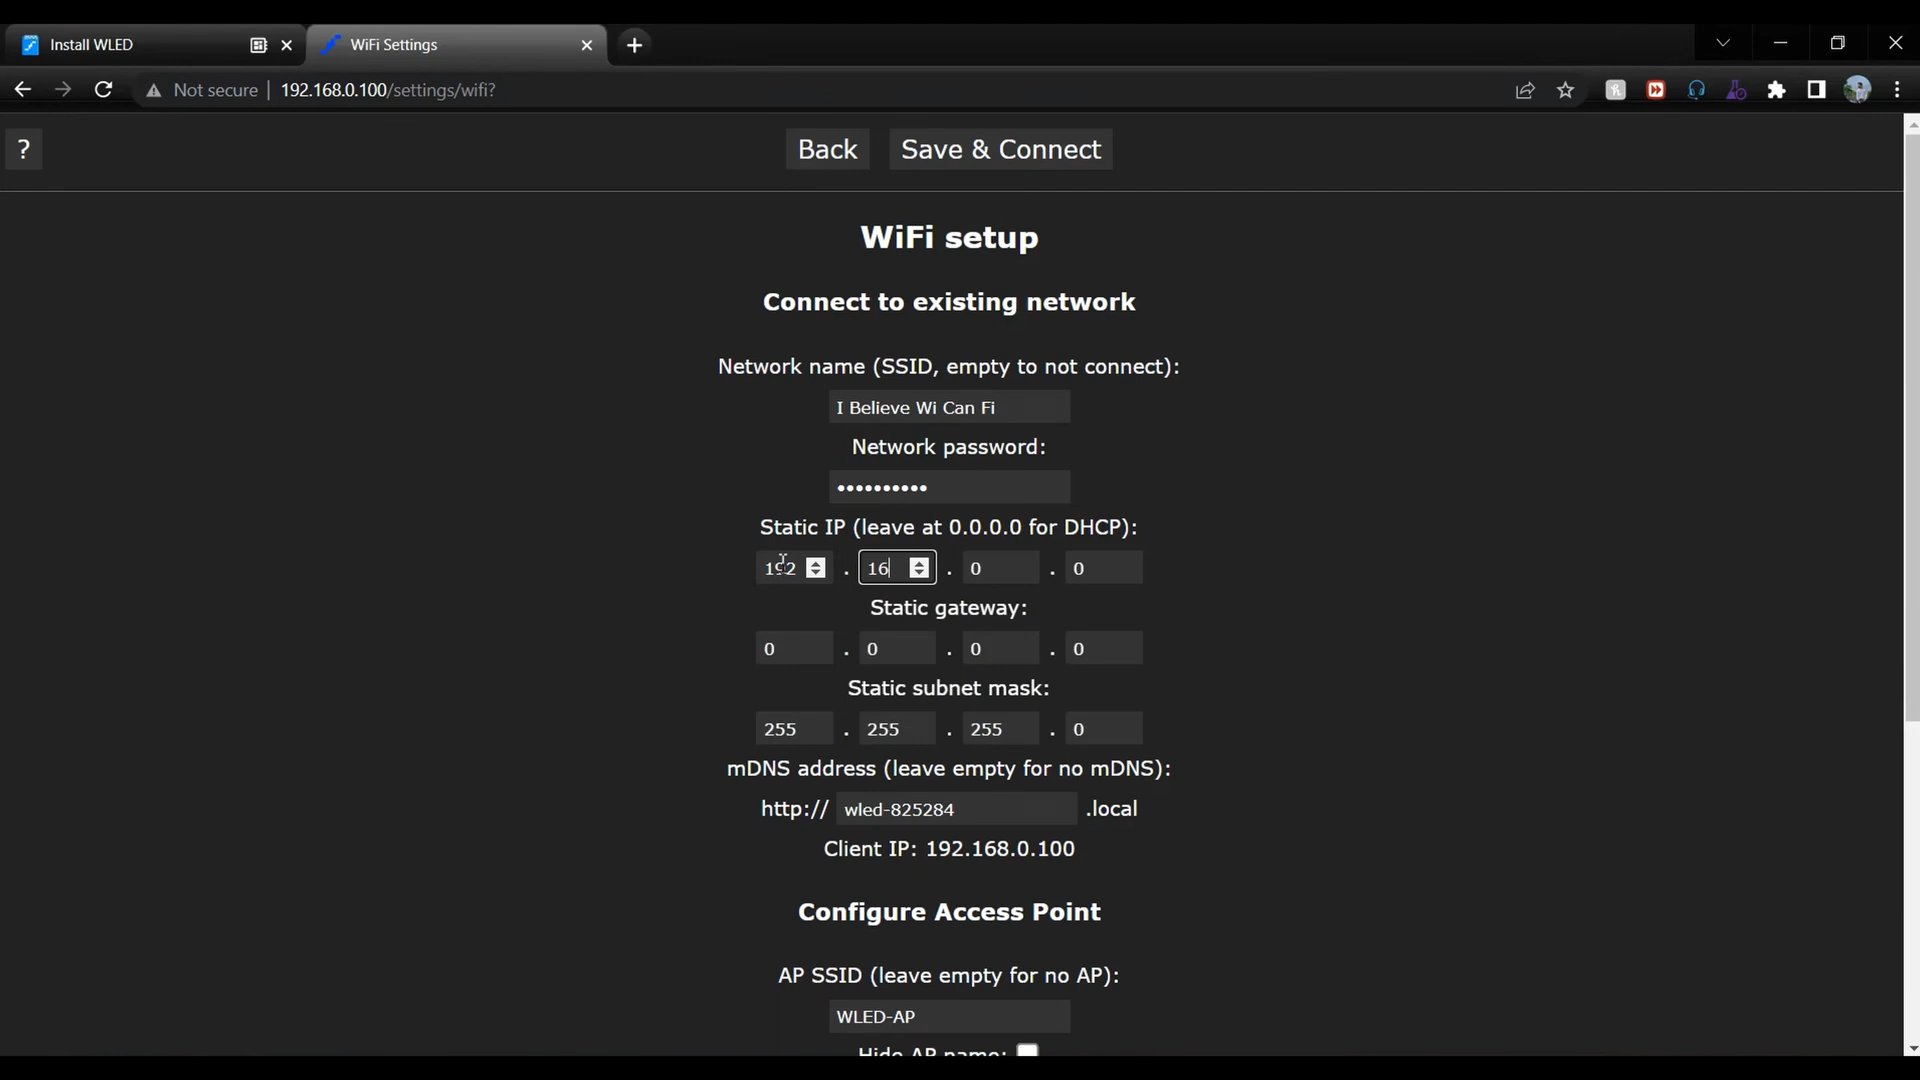 Install WLED
WiFi Settings
Not secure 192.168.0.100/settings/wifi?
?
Back
Save & Connect
WiFi setup
Connect to existing network
Network name (SSID, empty to not connect):
I Believe Wi Can Fi
Network password:
••••••••••
Static IP (leave at 0.0.0.0 for DHCP):
192 . 16 . 0 . 0
Static gateway:
0 . 0 . 0 . 0
Static subnet mask:
255 . 255 . 255 . 0
mDNS address (leave empty for no mDNS):
http:// wled-825284 .local
Client IP: 192.168.0.100
Configure Access Point
AP SSID (leave empty for no AP):
WLED-AP
Hide AP name: